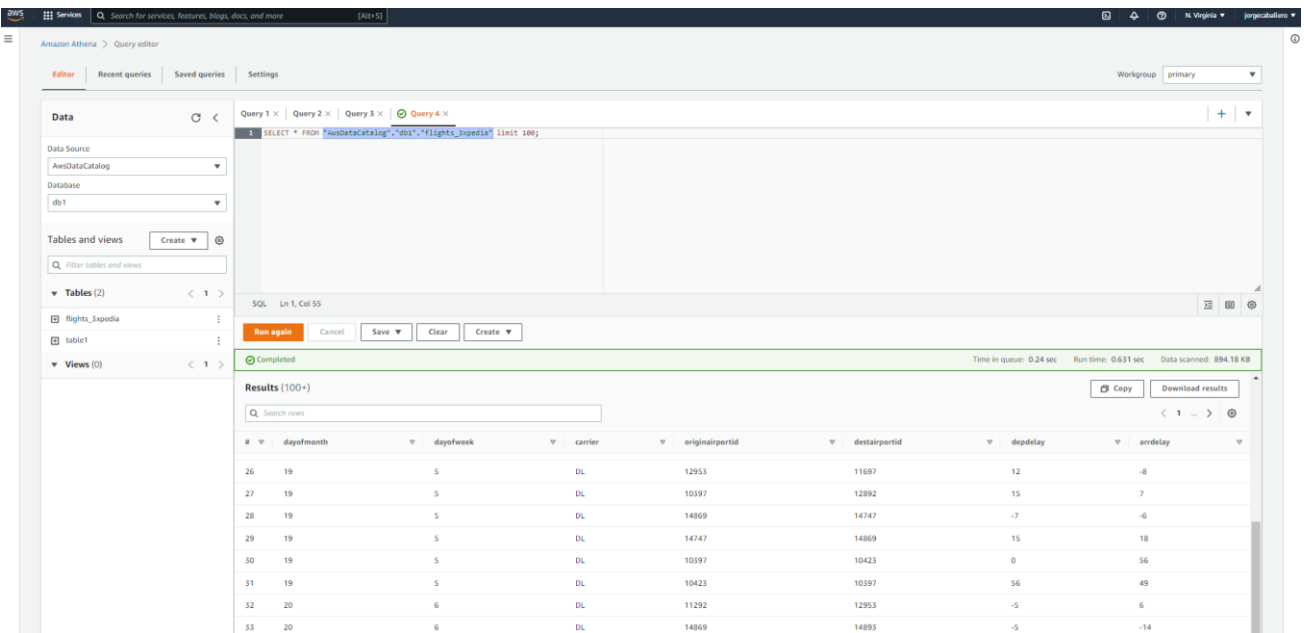 aws Services Search for services, features, blogs, docs, and more [Alt+S] N. Virginia ▼ jorgecaballero ▼
Amazon Athena > Query editor
Editor Recent queries Saved queries Settings Workgroup primary
Data
Query 1 × Query 2 × Query 3 × Query 4 ×
1 SELECT * FROM "AwsDataCatalog"."db1"."flights_3xpedia" limit 100;
Data Source
AwsDataCatalog
Database
db1
Tables and views Create ▼
Filter tables and views
▼ Tables (2) < 1 >
flights_3xpedia
table1
▼ Views (0) < 1 >
SQL Ln 1, Col 55
Run again Cancel Save ▼ Clear Create ▼
Completed Time in queue: 0.24 sec Run time: 0.631 sec Data scanned: 894.18 KB
Results (100+) Copy Download results
Search rows < 1 ... >
# dayofmonth dayofweek carrier originairportid destairportid depdelay arrdelay
26 19 5 DL 12953 11697 12 -8
27 19 5 DL 10397 12892 15 7
28 19 5 DL 14869 14747 -7 -6
29 19 5 DL 14747 14869 15 18
30 19 5 DL 10397 10423 0 56
31 19 5 DL 10423 10397 56 49
32 20 6 DL 11292 12953 -5 6
33 20 6 DL 14869 14893 -5 -14